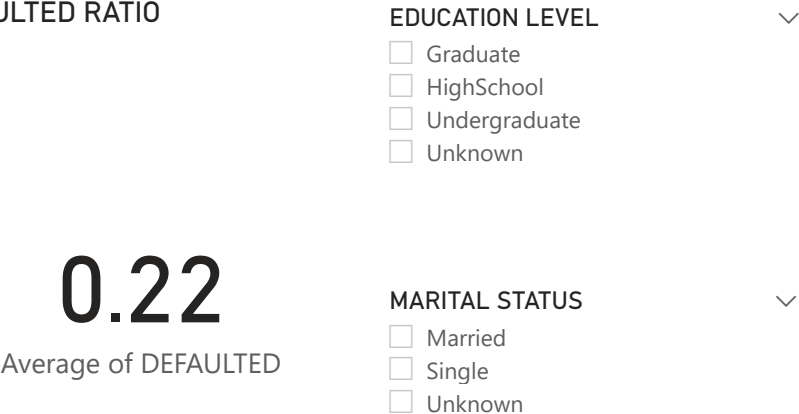 ULTED RATIO
0.22
Average of DEFAULTED
EDUCATION LEVEL
Graduate
HighSchool
Undergraduate
Unknown
MARITAL STATUS
Married
Single
Unknown